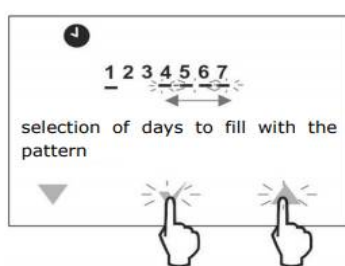 1 2 3 4 5 6 7
selection of days to fill with the
pattern